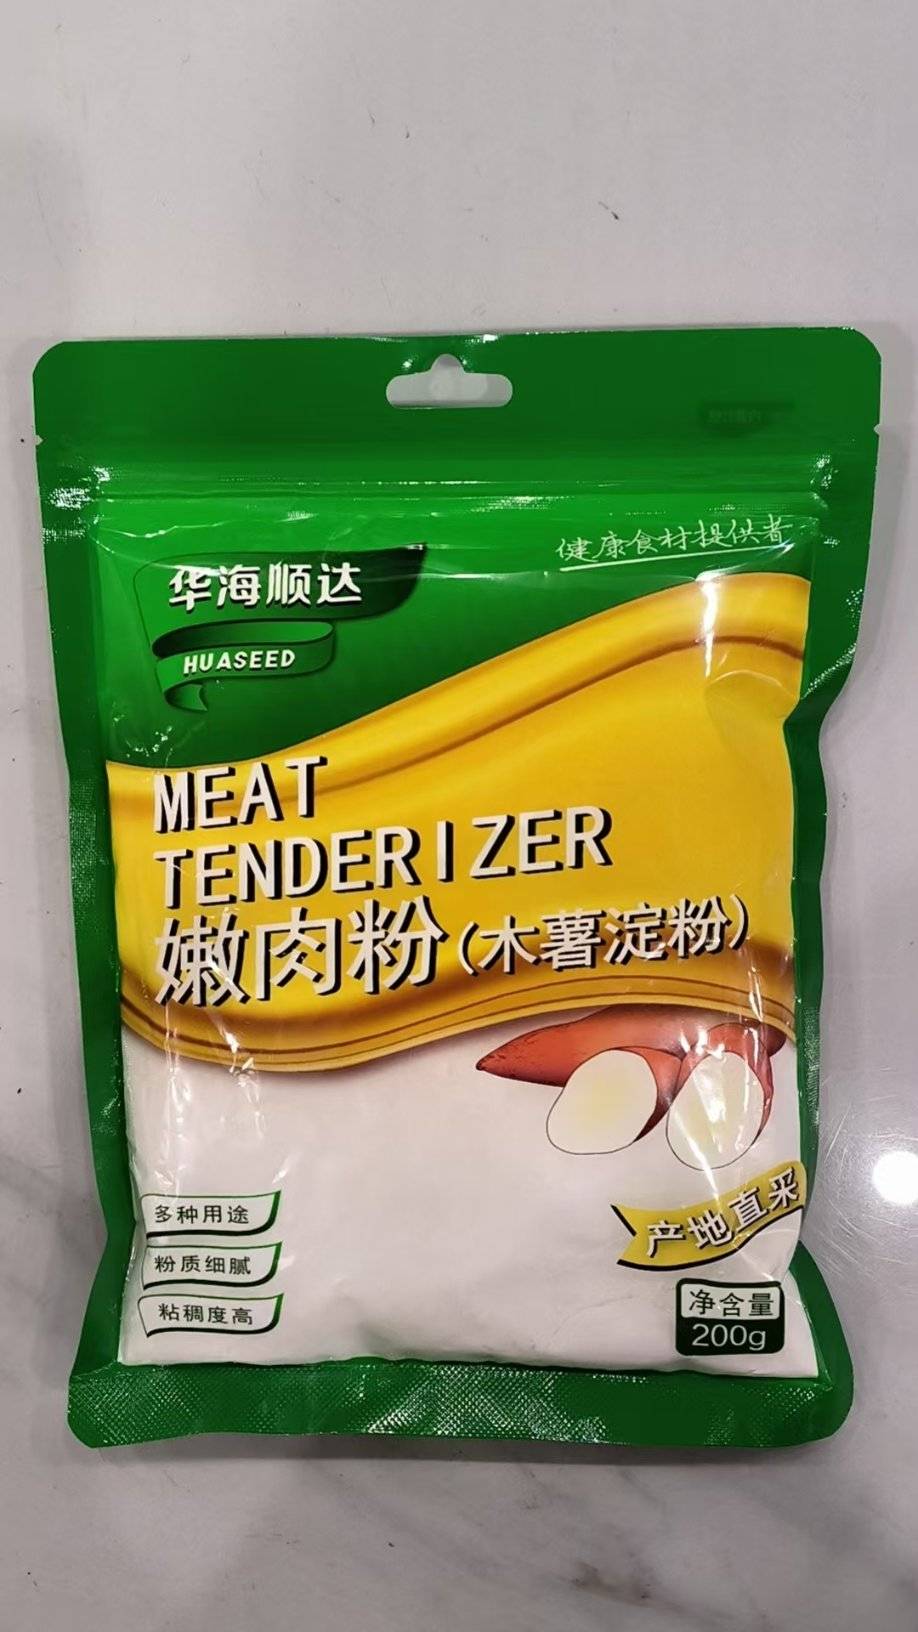 健康食材提供者
华海顺达
HUASEED
MEAT
TENDERIZER
嫩肉粉(木薯淀粉)
多种用途
粉质细腻
粘稠度高
产地直采
净含量
200g